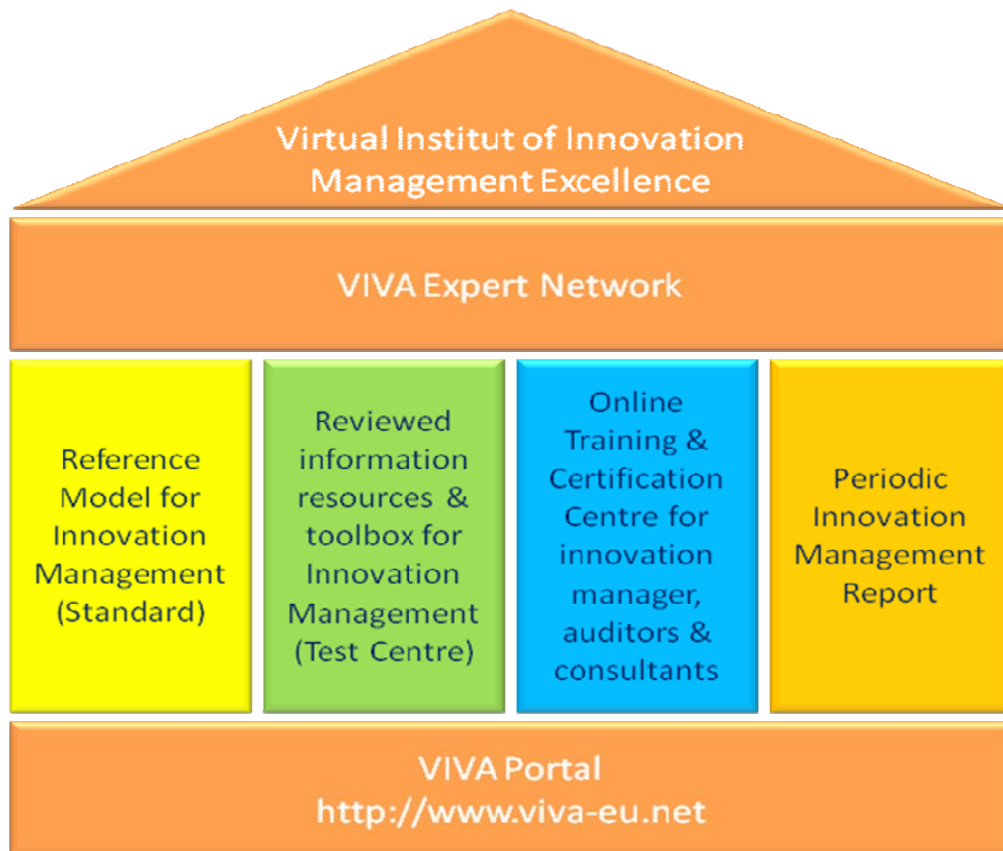 Virtual Institut of Innovation
Management Excellence
VIVA Expert Network
Reference
Model for
Innovation
Management
(Standard)
Reviewed
information
resources &
toolbox for
Innovation
Management
(Test Centre)
Online
Training &
Certification
Centre for
innovation
manager,
auditors &
consultants
Periodic
Innovation
Management
Report
VIVA Portal
http://www.viva-eu.net